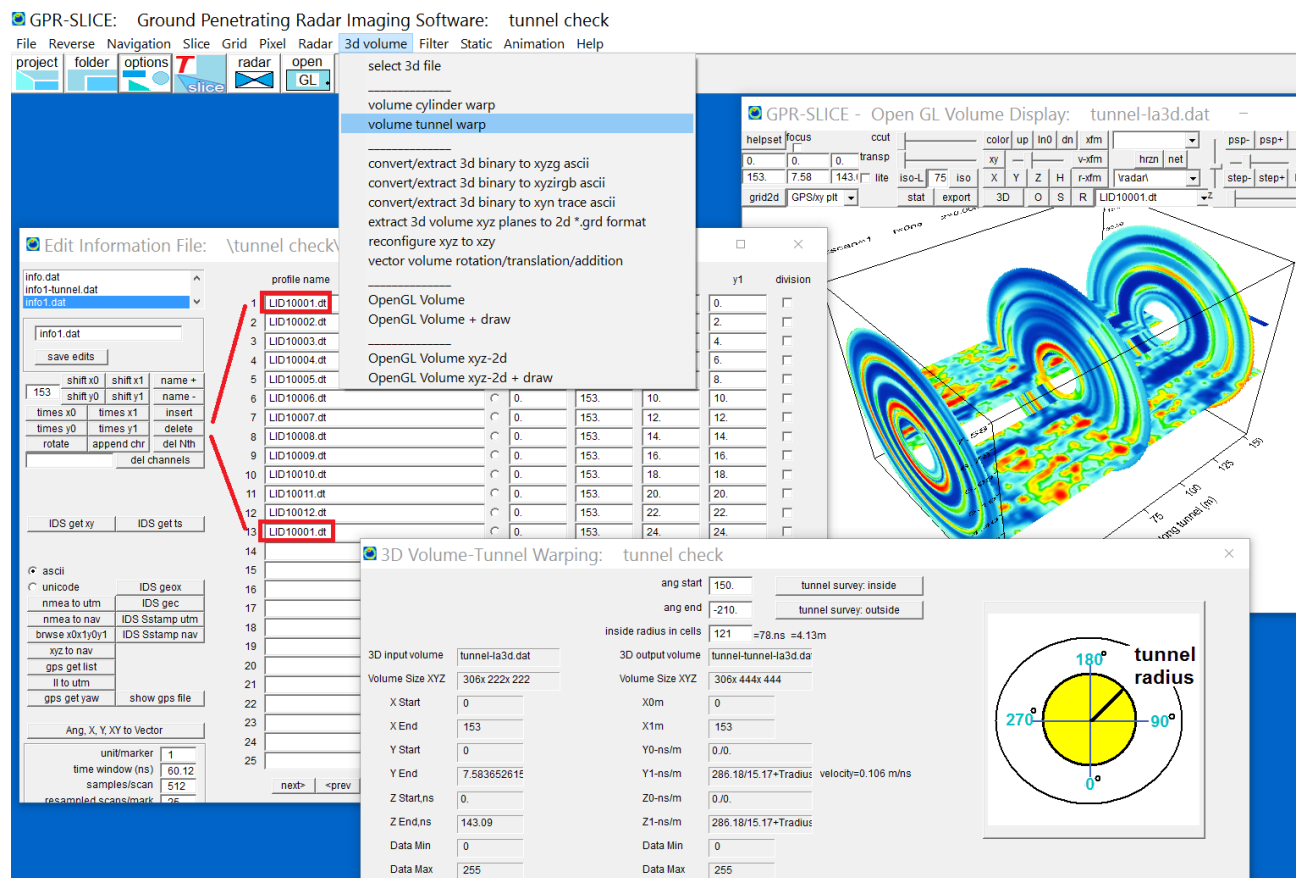 GPR-SLICE: Ground Penetrating Radar Imaging Software: tunnel check
File Reverse Navigation Slice Grid Pixel Radar 3d volume Filter Static Animation Help
project folder options T slice radar open GL
select 3d file
volume cylinder warp
volume tunnel warp
convert/extract 3d binary to xyzg ascii
convert/extract 3d binary to xyzirgb ascii
convert/extract 3d binary to xyn trace ascii
extract 3d volume xyz planes to 2d *.grd format
reconfigure xyz to xzy
vector volume rotation/translation/addition
OpenGL Volume
OpenGL Volume + draw
OpenGL Volume xyz-2d
OpenGL Volume xyz-2d + draw
GPR-SLICE - Open GL Volume Display: tunnel-la3d.dat
helpset focus ccut color up ln0 dn xfm psp- psp+
0. 0. 0. transp xy v-xfm hrzn net
153. 7.58 143. lite iso-L 75 iso X Y Z H r-xfm \radar\ step- step+
grid2d GPS/xy plt stat export 3D O S R LID10001.dt Z
7.58
75 100 125 150
Edit Information File: \tunnel check\
info.dat
info1-tunnel.dat
info1.dat
info1.dat
save edits
153 shift x0 shift x1 name +
shift y0 shift y1 name -
times x0 times x1 insert
times y0 times y1 delete
rotate append chr del Nth
del channels
IDS get xy IDS get ts
ascii
unicode IDS geox
nmea to utm IDS gec
nmea to nav IDS Sstamp utm
brwse x0x1y0y1 IDS Sstamp nav
xyz to nav
gps get list
ll to utm
gps get yaw show gps file
Ang, X, Y, XY to Vector
unit/marker 1
time window (ns) 60.12
samples/scan 512
resampled scans/mark 25
profile name y1 division
1 LID10001.dt 0.
2 LID10002.dt 2.
3 LID10003.dt 4.
4 LID10004.dt 6.
5 LID10005.dt 8.
6 LID10006.dt 0. 153. 10. 10.
7 LID10007.dt 0. 153. 12. 12.
8 LID10008.dt 0. 153. 14. 14.
9 LID10009.dt 0. 153. 16. 16.
10 LID10010.dt 0. 153. 18. 18.
11 LID10011.dt 0. 153. 20. 20.
12 LID10012.dt 0. 153. 22. 22.
13 LID10001.dt 0. 153. 24. 24.
14
15
16
17
18
19
20
21
22
23
24
25
next> <prev
3D Volume-Tunnel Warping: tunnel check
ang start 150. tunnel survey: inside
ang end -210. tunnel survey: outside
inside radius in cells 121 =78.ns =4.13m
3D input volume tunnel-la3d.dat 3D output volume tunnel-tunnel-la3d.da
Volume Size XYZ 306x 222x 222 Volume Size XYZ 306x 444x 444
X Start 0 X0m 0
X End 153 X1m 153
Y Start 0 Y0-ns/m 0./0.
Y End 7.583652615 Y1-ns/m 286.18/15.17+Tradius velocity=0.106 m/ns
Z Start,ns 0. Z0-ns/m 0./0.
Z End,ns 143.09 Z1-ns/m 286.18/15.17+Tradius
Data Min 0 Data Min 0
Data Max 255 Data Max 255
180° tunnel radius
270° 90°
0°